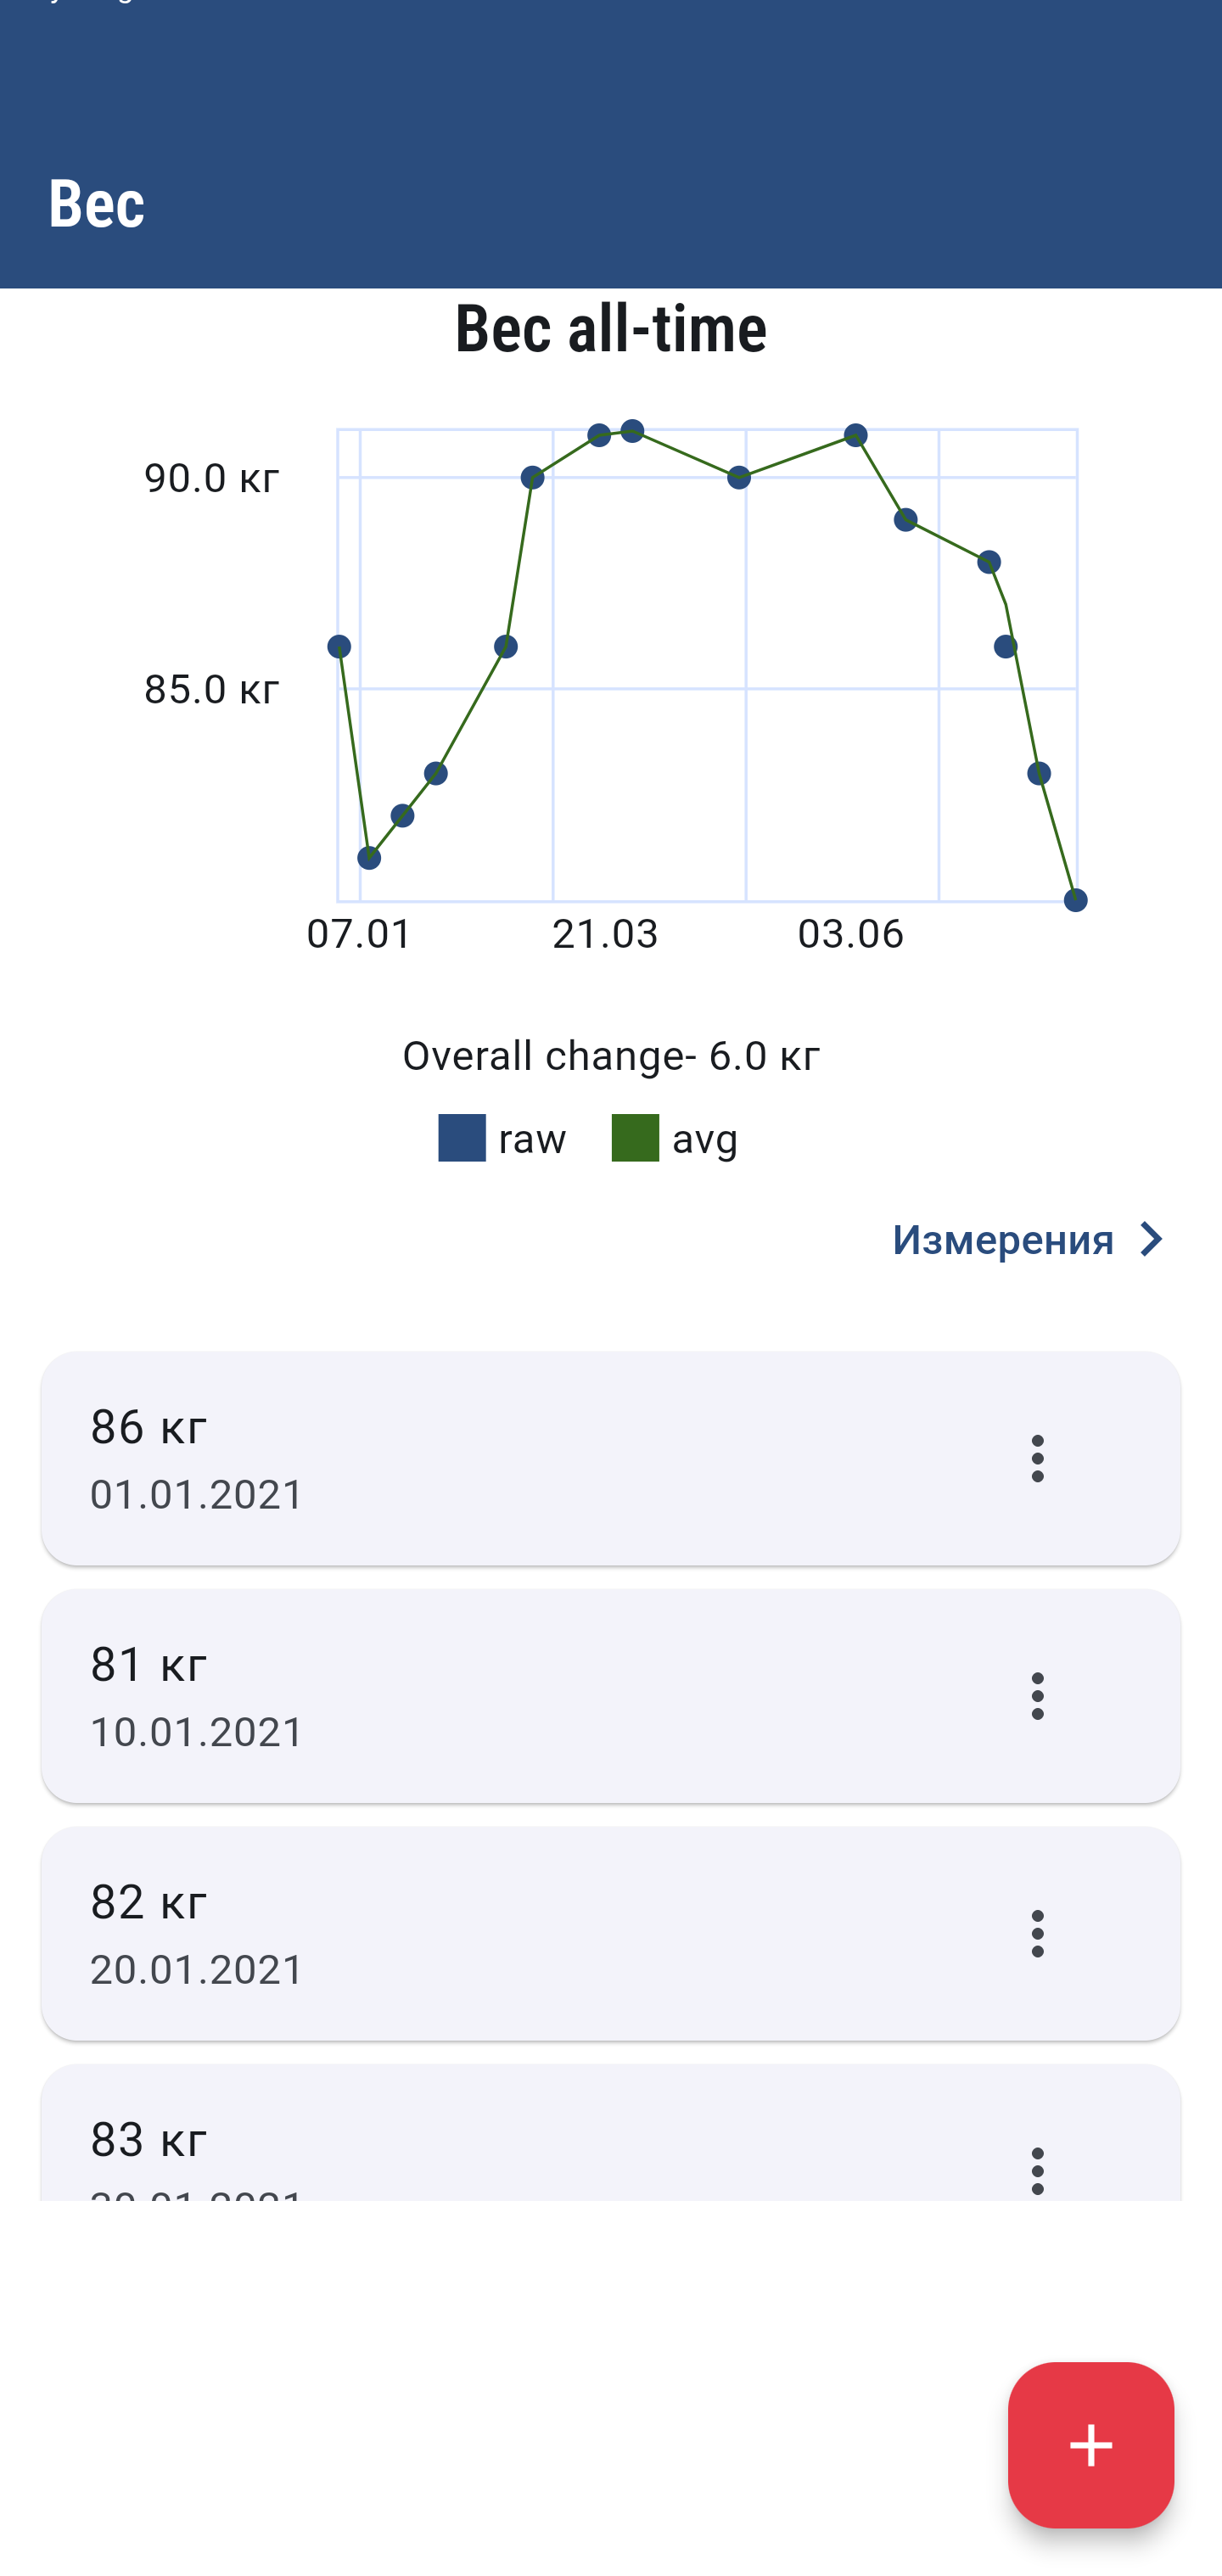 Вес
Вес all-time
90.0 кг
85.0 кг
07.01 21.03 03.06
Overall change- 6.0 кг
raw avg
Измерения
86 кг
01.01.2021
81 кг
10.01.2021
82 кг
20.01.2021
83 кг